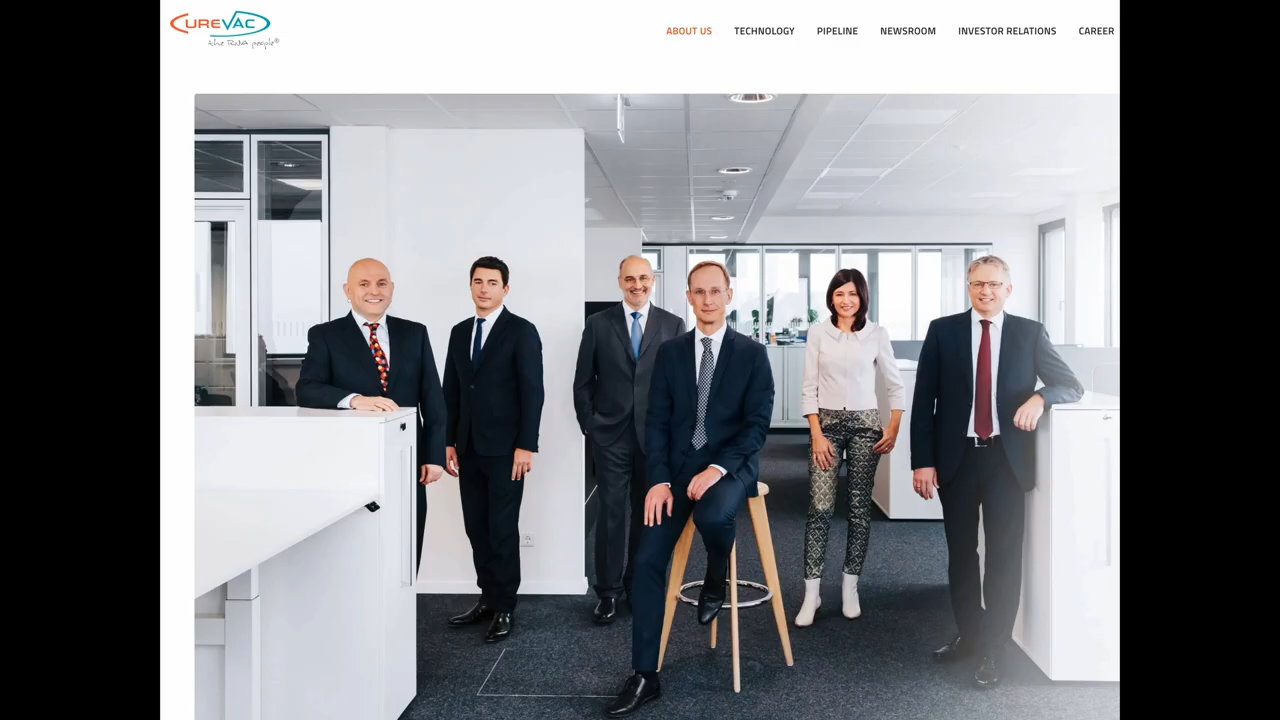 CUREVAC
the RNA people®
ABOUT US TECHNOLOGY PIPELINE NEWSROOM INVESTOR RELATIONS CAREER